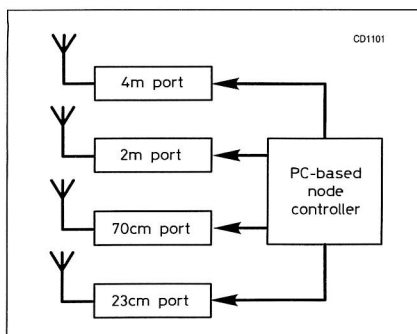 CD1101
4m port
2m port
PC-based
node
controller
70cm port
23cm port